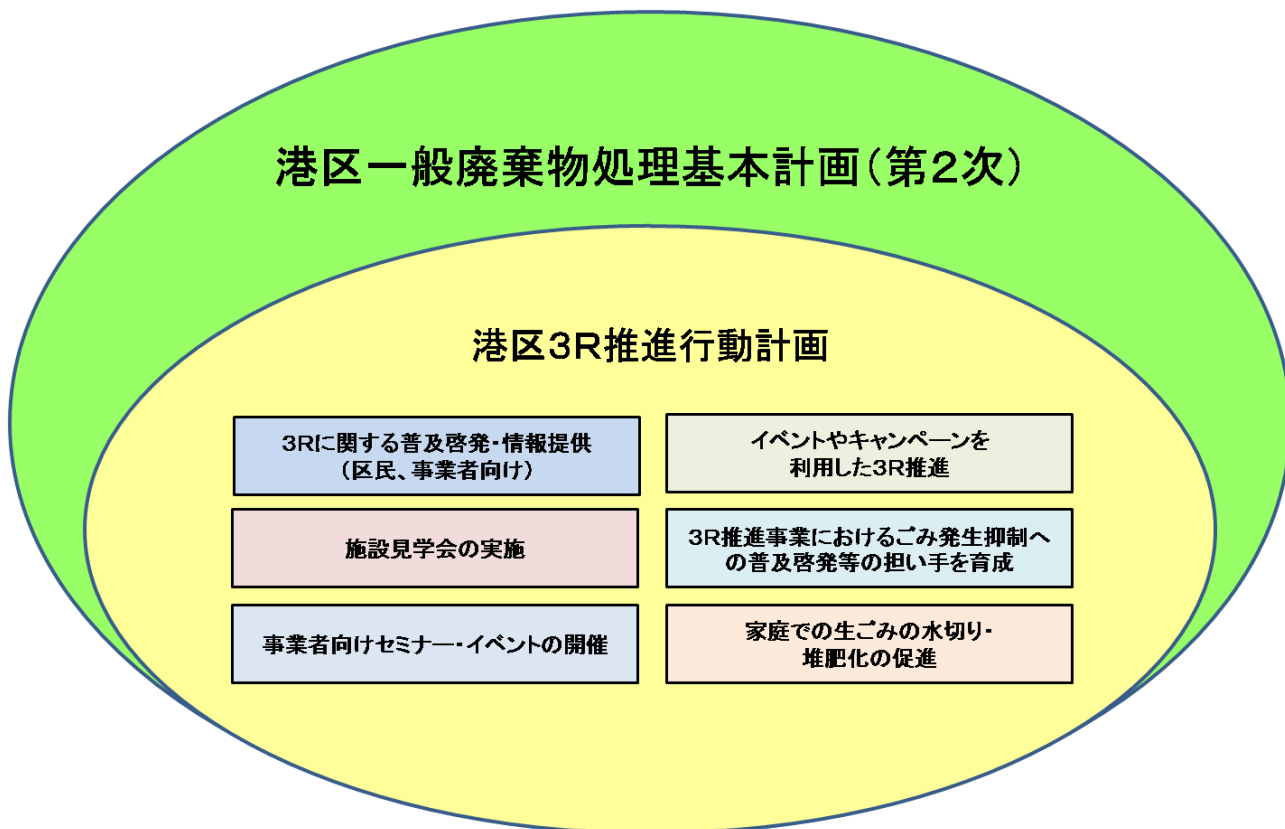 港区一般廃棄物処理基本計画（第２次）
港区３Ｒ推進行動計画
３Ｒに関する普及啓発・情報提供
（区民、事業者向け）
イベントやキャンペーンを
利用した３Ｒ推進
施設見学会の実施
３Ｒ推進事業におけるごみ発生抑制へ
の普及啓発等の担い手を育成
事業者向けセミナー・イベントの開催
家庭での生ごみの水切り・
堆肥化の促進